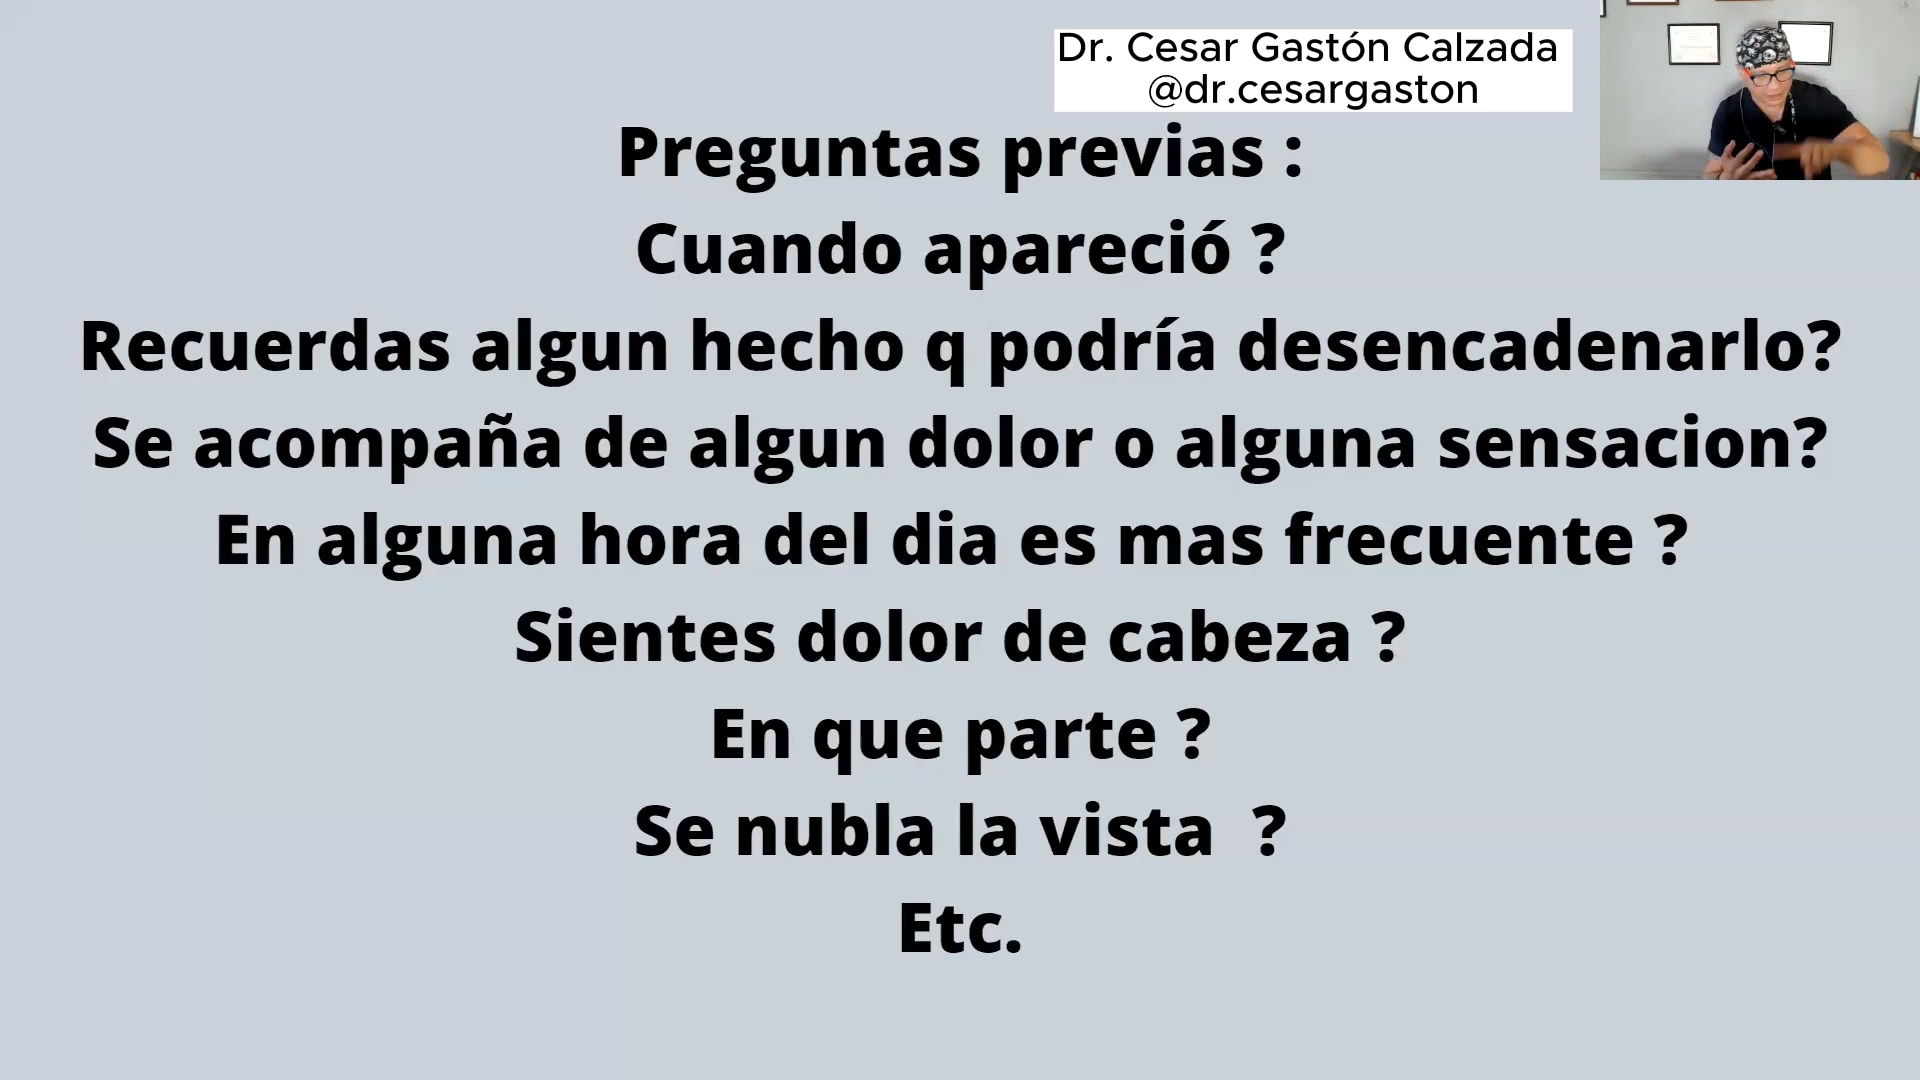 Dr. Cesar Gastón Calzada
@dr.cesargaston
Preguntas previas :
Cuando apareció ?
Recuerdas algun hecho q podría desencadenarlo?
Se acompaña de algun dolor o alguna sensacion?
En alguna hora del dia es mas frecuente ?
Sientes dolor de cabeza ?
En que parte ?
Se nubla la vista  ?
Etc.